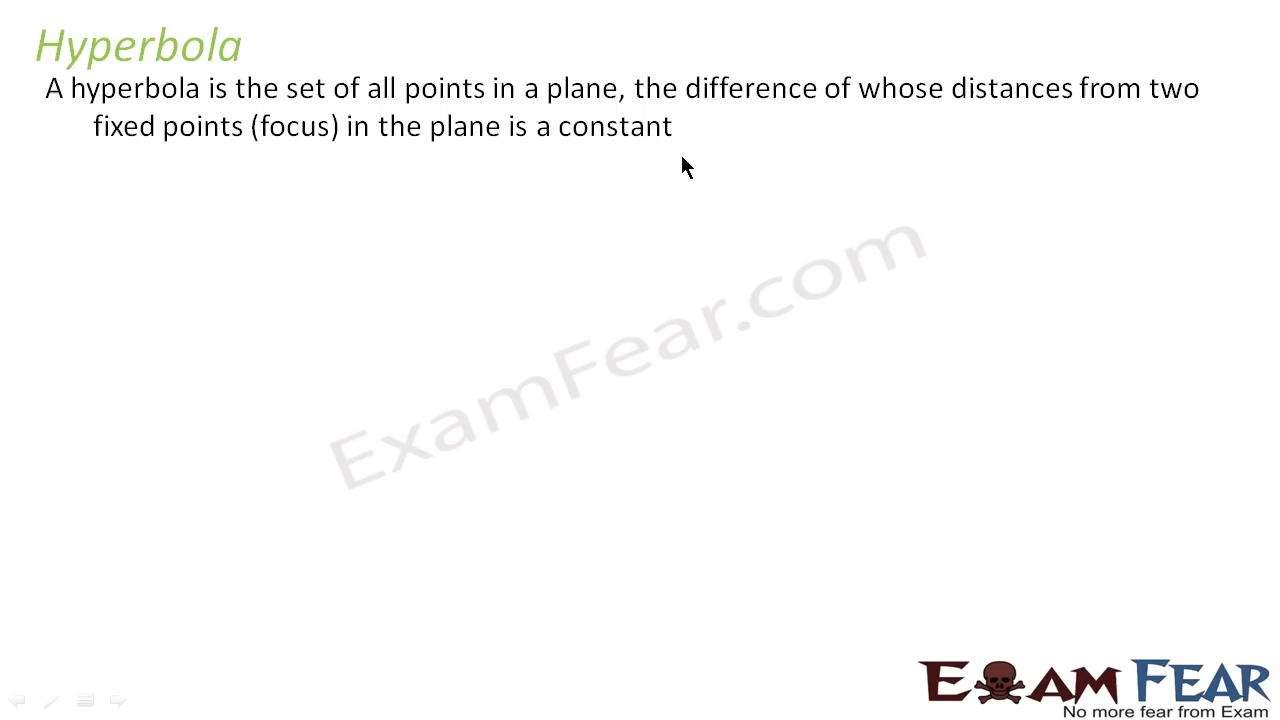 Hyperbola
A hyperbola is the set of all points in a plane, the difference of whose distances from two
fixed points (focus) in the plane is a constant
ExamFear.com
EXAM FEAR
No more fear from Exam